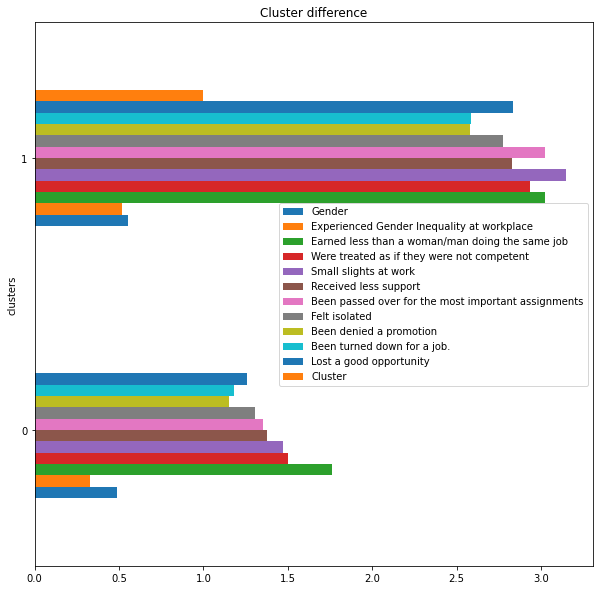 Cluster difference
1
clusters
0
Gender
Experienced Gender Inequality at workplace
Earned less than a woman/man doing the same job
Were treated as if they were not competent
Small slights at work
Received less support
Been passed over for the most important assignments
Felt isolated
Been denied a promotion
Been turned down for a job.
Lost a good opportunity
Cluster
0.0 0.5 1.0 1.5 2.0 2.5 3.0